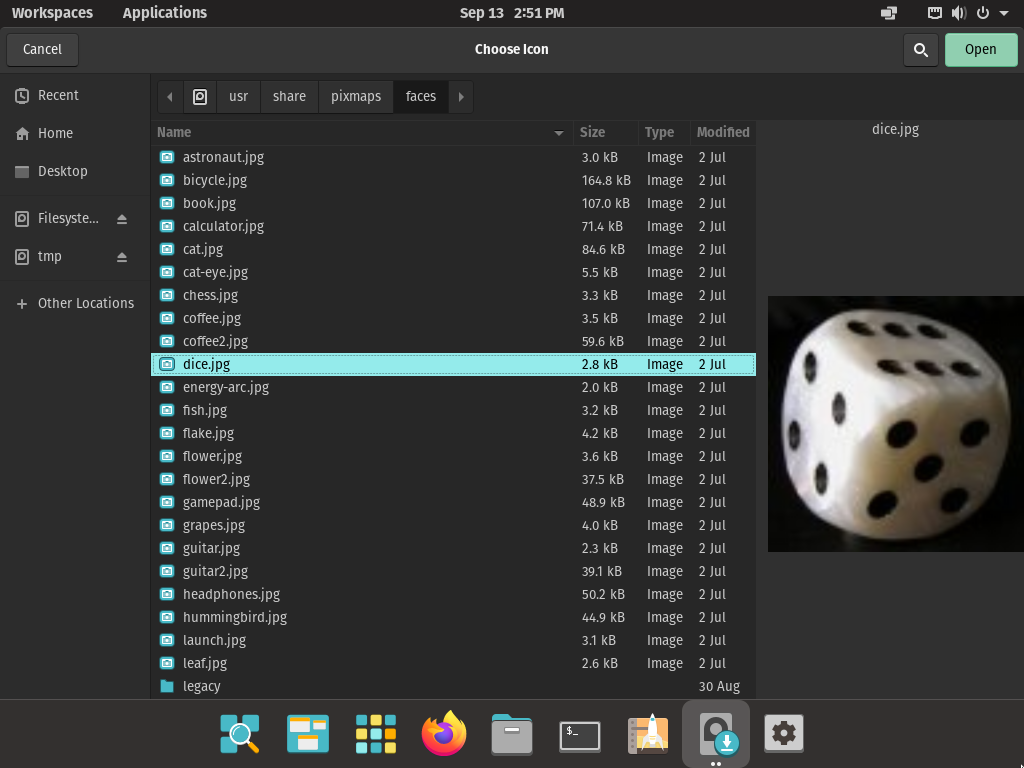 Workspaces Applications Sep 13 2:51 PM
Cancel Choose Icon Open
Recent
Home
Desktop
Filesyste...
tmp
Other Locations
usr share pixmaps faces
Name Size Type Modified
astronaut.jpg 3.0 kB Image 2 Jul
bicycle.jpg 164.8 kB Image 2 Jul
book.jpg 107.0 kB Image 2 Jul
calculator.jpg 71.4 kB Image 2 Jul
cat.jpg 84.6 kB Image 2 Jul
cat-eye.jpg 5.5 kB Image 2 Jul
chess.jpg 3.3 kB Image 2 Jul
coffee.jpg 3.5 kB Image 2 Jul
coffee2.jpg 59.6 kB Image 2 Jul
dice.jpg 2.8 kB Image 2 Jul
energy-arc.jpg 2.0 kB Image 2 Jul
fish.jpg 3.2 kB Image 2 Jul
flake.jpg 4.2 kB Image 2 Jul
flower.jpg 3.6 kB Image 2 Jul
flower2.jpg 37.5 kB Image 2 Jul
gamepad.jpg 48.9 kB Image 2 Jul
grapes.jpg 4.0 kB Image 2 Jul
guitar.jpg 2.3 kB Image 2 Jul
guitar2.jpg 39.1 kB Image 2 Jul
headphones.jpg 50.2 kB Image 2 Jul
hummingbird.jpg 44.9 kB Image 2 Jul
launch.jpg 3.1 kB Image 2 Jul
leaf.jpg 2.6 kB Image 2 Jul
legacy 30 Aug
dice.jpg
$_